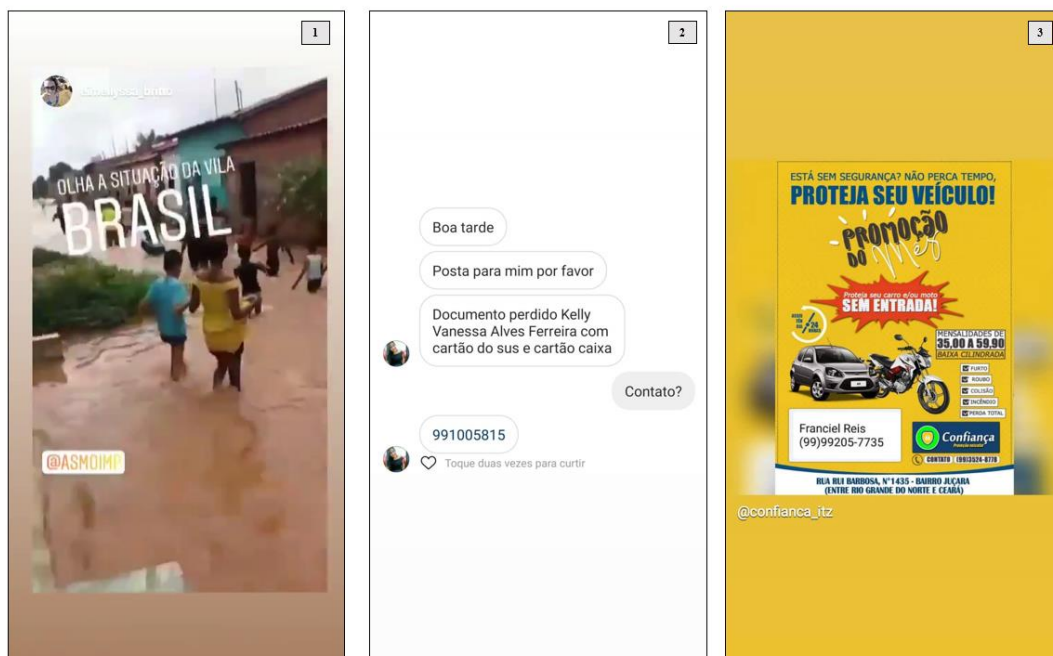 1
OLHA A SITUAÇÃO DA VILA
BRASIL
@ASMOIMP
2
Boa tarde
Posta para mim por favor
Documento perdido Kelly
Vanessa Alves Ferreira com
cartão do sus e cartão caixa
Contato?
991005815
Toque duas vezes para curtir
3
ESTÁ SEM SEGURANÇA? NÃO PERCA TEMPO,
PROTEJA SEU VEÍCULO!
PROMOÇÃO
DO Mês
Proteja seu carro e/ou moto
SEM ENTRADA!
24
MENSALIDADES DE
35,00 A 59,90
BAIXA CILINDRADA
FURTO
ROUBO
COLISÃO
INCÊNDIO
PERDA TOTAL
Franciel Reis
(99)99205-7735
Confiança
CONTATO (99)3524-8776
RUA RUI BARBOSA, N°1435 - BAIRRO JUÇARA
(ENTRE RIO GRANDE DO NORTE E CEARÁ)
@confianca_itz